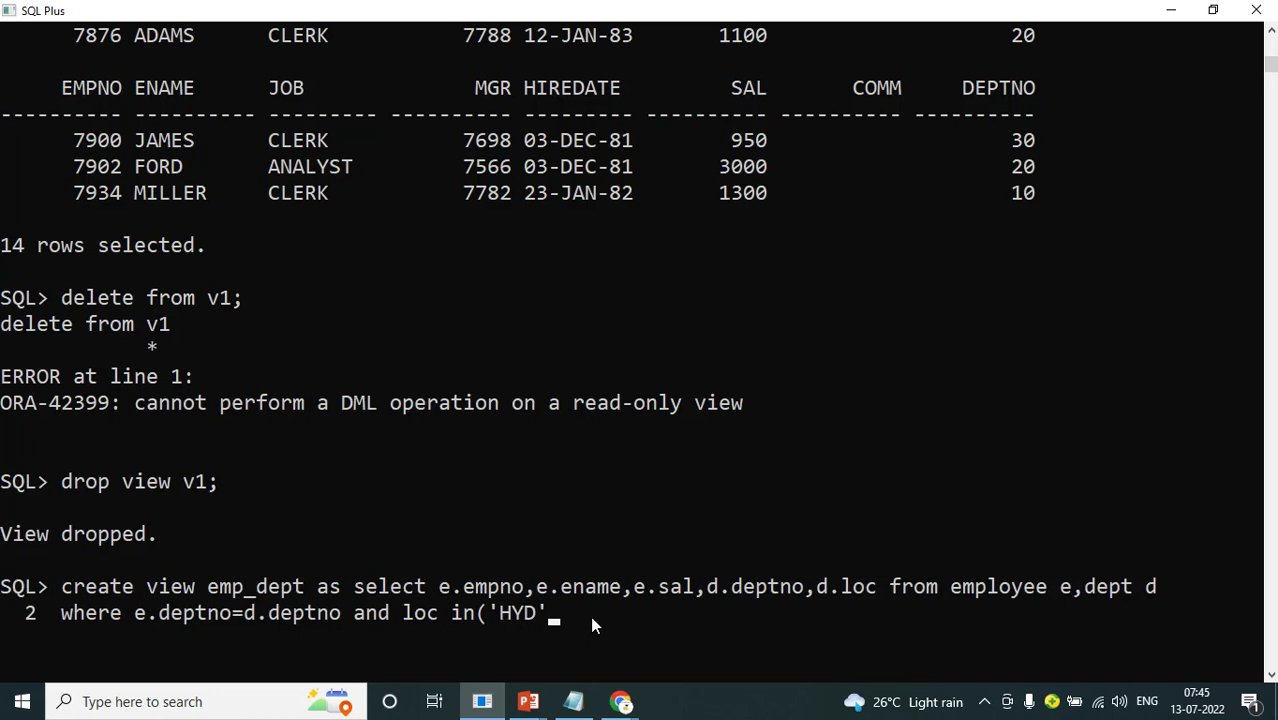 SQL Plus
7876 ADAMS CLERK 7788 12-JAN-83 1100 20
EMPNO ENAME JOB MGR HIREDATE SAL COMM DEPTNO
---------- ---------- --------- ---------- --------- ---------- ---------- ----------
7900 JAMES CLERK 7698 03-DEC-81 950 30
7902 FORD ANALYST 7566 03-DEC-81 3000 20
7934 MILLER CLERK 7782 23-JAN-82 1300 10
14 rows selected.
SQL> delete from v1;
delete from v1
*
ERROR at line 1:
ORA-42399: cannot perform a DML operation on a read-only view
SQL> drop view v1;
View dropped.
SQL> create view emp_dept as select e.empno,e.ename,e.sal,d.deptno,d.loc from employee e,dept d
2 where e.deptno=d.deptno and loc in('HYD'
Type here to search
26°C Light rain
ENG
07:45
13-07-2022
1